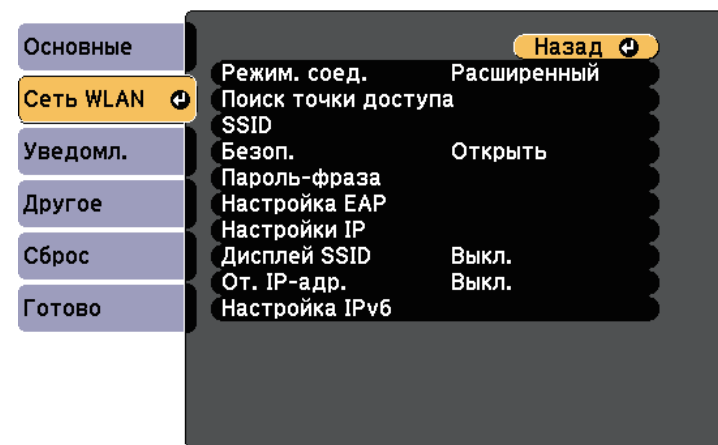 Основные
Сеть WLAN
Уведомл.
Другое
Сброс
Готово
Назад
Режим. соед. Расширенный
Поиск точки доступа
SSID
Безоп. Открыть
Пароль-фраза
Настройка EAP
Настройки IP
Дисплей SSID Выкл.
От. IP-адр. Выкл.
Настройка IPv6